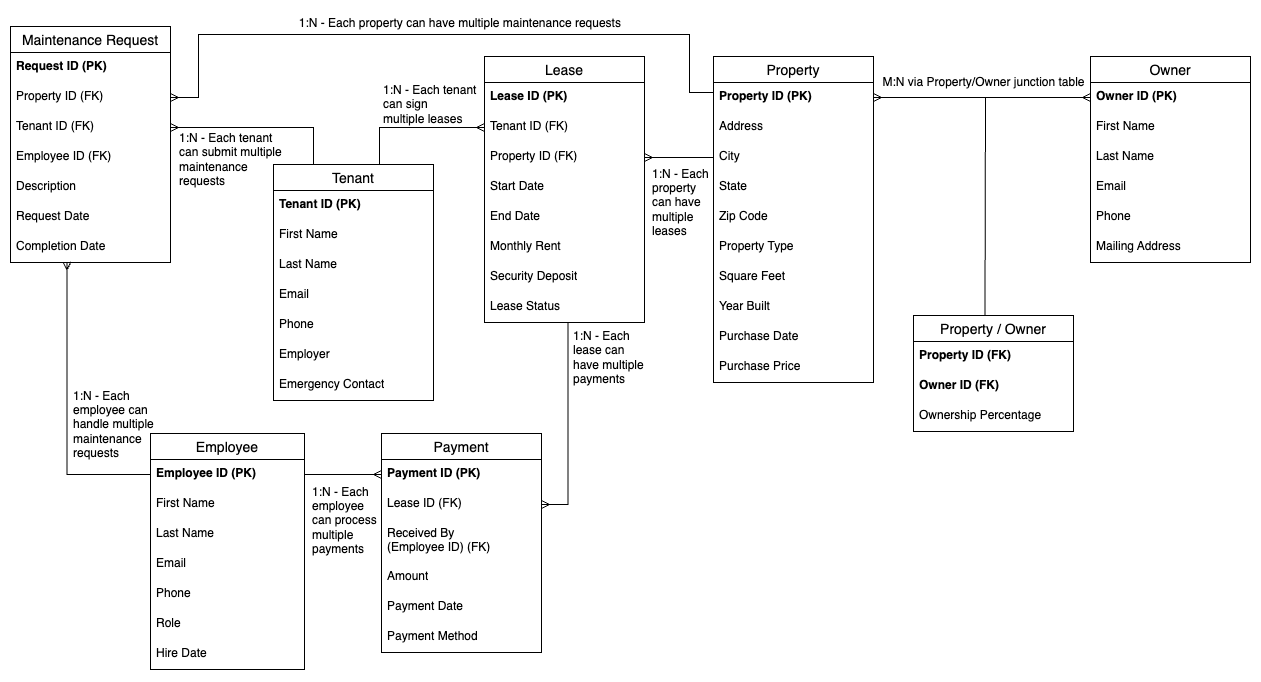 1:N - Each property can have multiple maintenance requests
Maintenance Request
Request ID (PK)
Property ID (FK)
Tenant ID (FK)
Employee ID (FK)
Description
Request Date
Completion Date
1:N - Each tenant
can submit multiple
maintenance
requests
1:N - Each tenant
can sign
multiple leases
Tenant
Tenant ID (PK)
First Name
Last Name
Email
Phone
Employer
Emergency Contact
Lease
Lease ID (PK)
Tenant ID (FK)
Property ID (FK)
Start Date
End Date
Monthly Rent
Security Deposit
Lease Status
1:N - Each
property
can have
multiple
leases
Property
Property ID (PK)
Address
City
State
Zip Code
Property Type
Square Feet
Year Built
Purchase Date
Purchase Price
M:N via Property/Owner junction table
Owner
Owner ID (PK)
First Name
Last Name
Email
Phone
Mailing Address
Property / Owner
Property ID (FK)
Owner ID (FK)
Ownership Percentage
1:N - Each
lease can
have multiple
payments
1:N - Each
employee can
handle multiple
maintenance
requests
Employee
Employee ID (PK)
First Name
Last Name
Email
Phone
Role
Hire Date
1:N - Each
employee
can process
multiple
payments
Payment
Payment ID (PK)
Lease ID (FK)
Received By
(Employee ID) (FK)
Amount
Payment Date
Payment Method